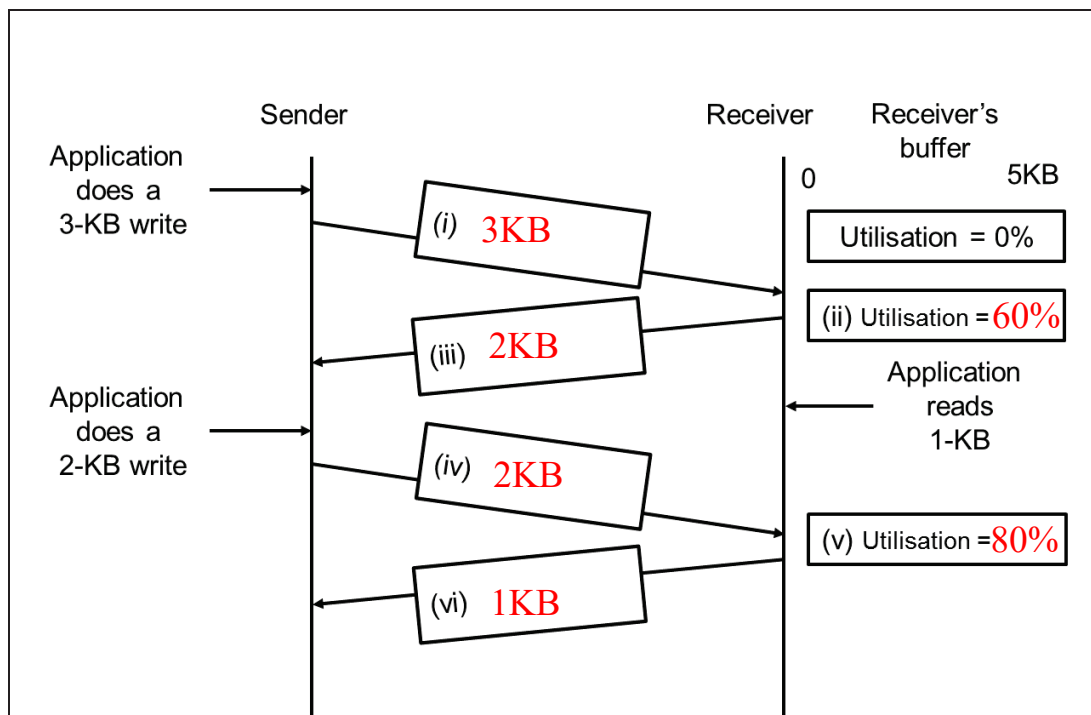 Sender
Receiver
Receiver's
buffer
0
5KB
Application
does a
3-KB write
(i) 3KB
Utilisation = 0%
(ii) Utilisation = 60%
(iii) 2KB
Application
reads
1-KB
Application
does a
2-KB write
(iv) 2KB
(v) Utilisation = 80%
(vi) 1KB